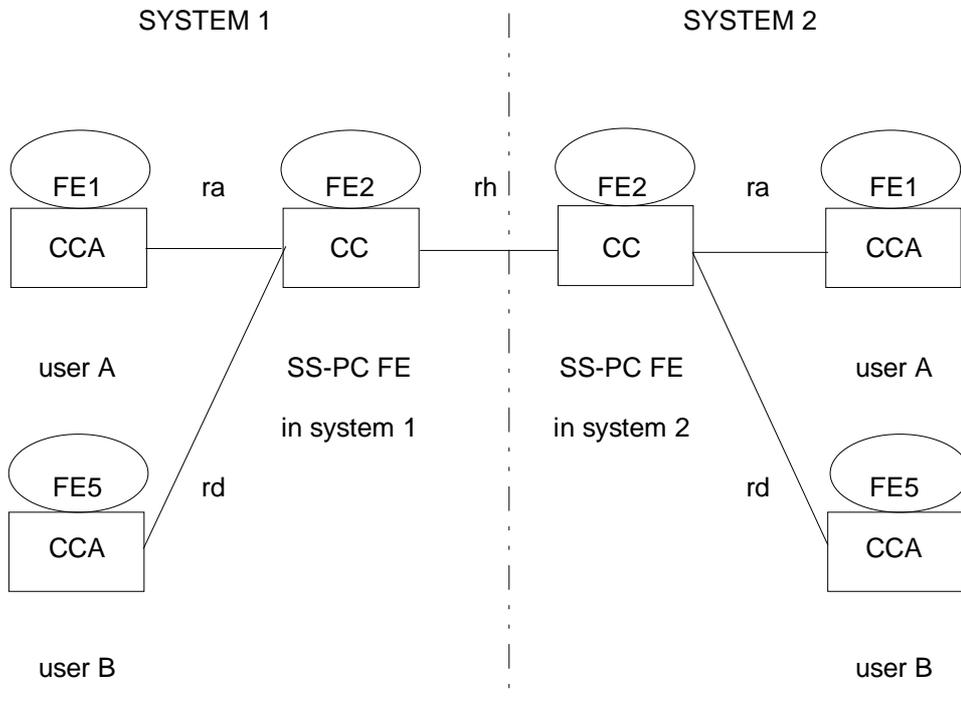 SYSTEM 1
SYSTEM 2
FE1
ra
FE2
rh
FE2
ra
FE1
CCA
CC
CC
CCA
user A
SS-PC FE
SS-PC FE
user A
in system 1
in system 2
FE5
rd
rd
FE5
CCA
CCA
user B
user B